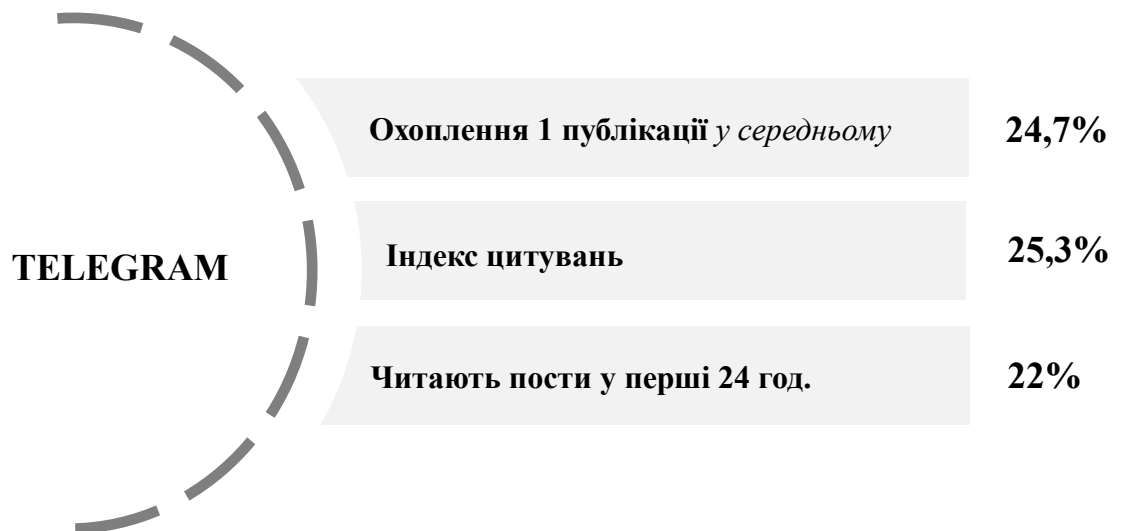 Охоплення 1 публікації у середньому 24,7%
TELEGRAM
Індекс цитувань 25,3%
Читають пости у перші 24 год. 22%